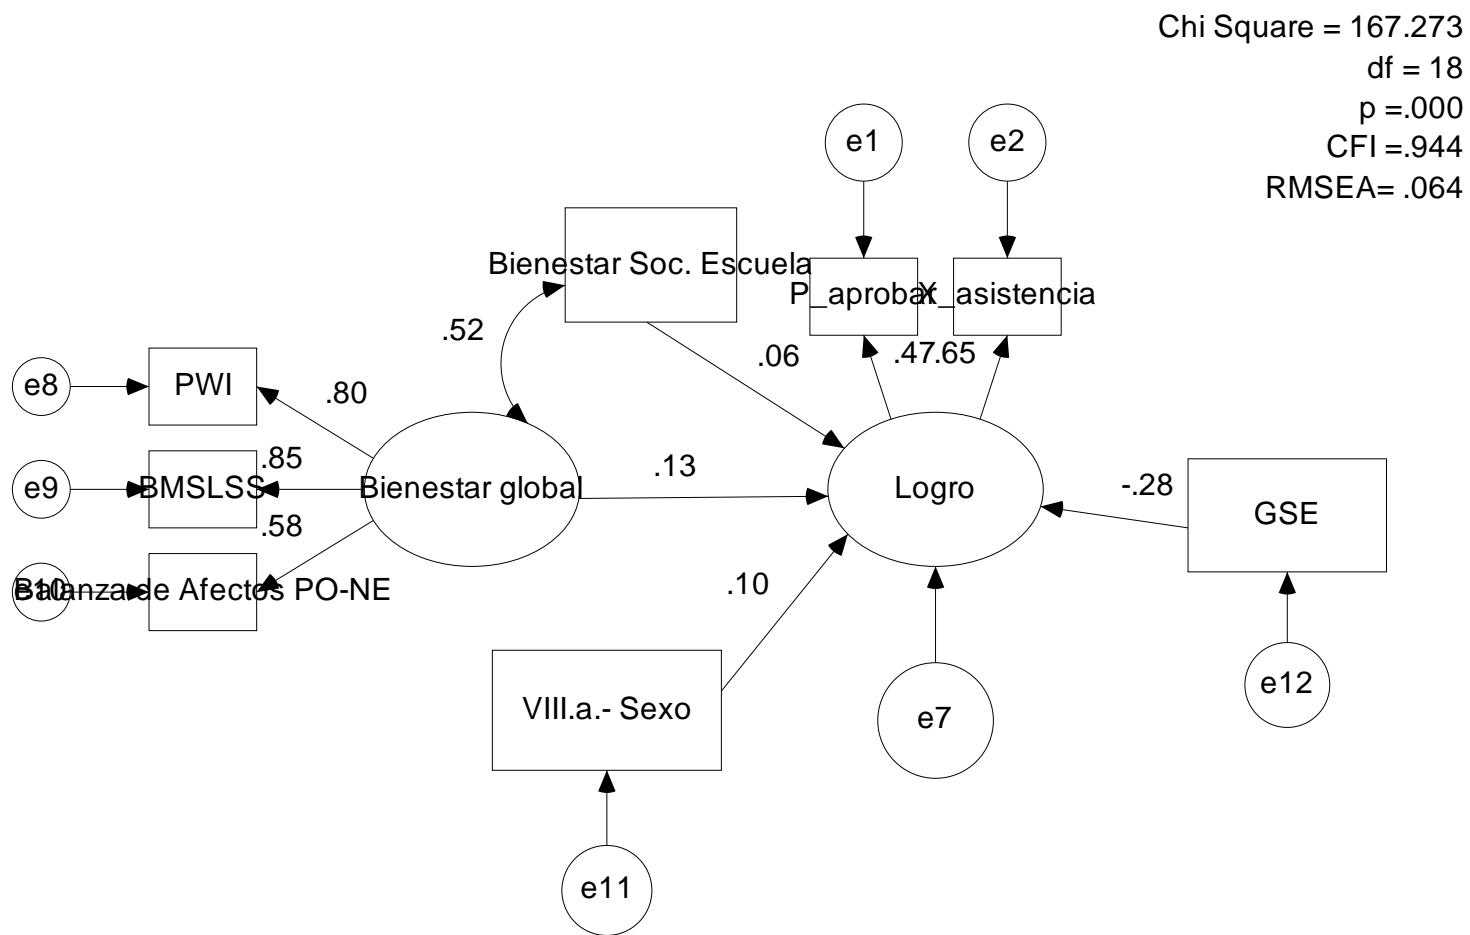 Chi Square = 167.273
df = 18
p =.000
CFI =.944
RMSEA= .064
e1
e2
Bienestar Soc. Escuela
P_aprobar
X_asistencia
.52
.06
.47
.65
e8
PWI
.80
e9
BMSLSS
.85
Bienestar global
.13
Logro
-.28
GSE
.58
e10
Balanza de Afectos PO-NE
.10
VIII.a.- Sexo
e7
e12
e11